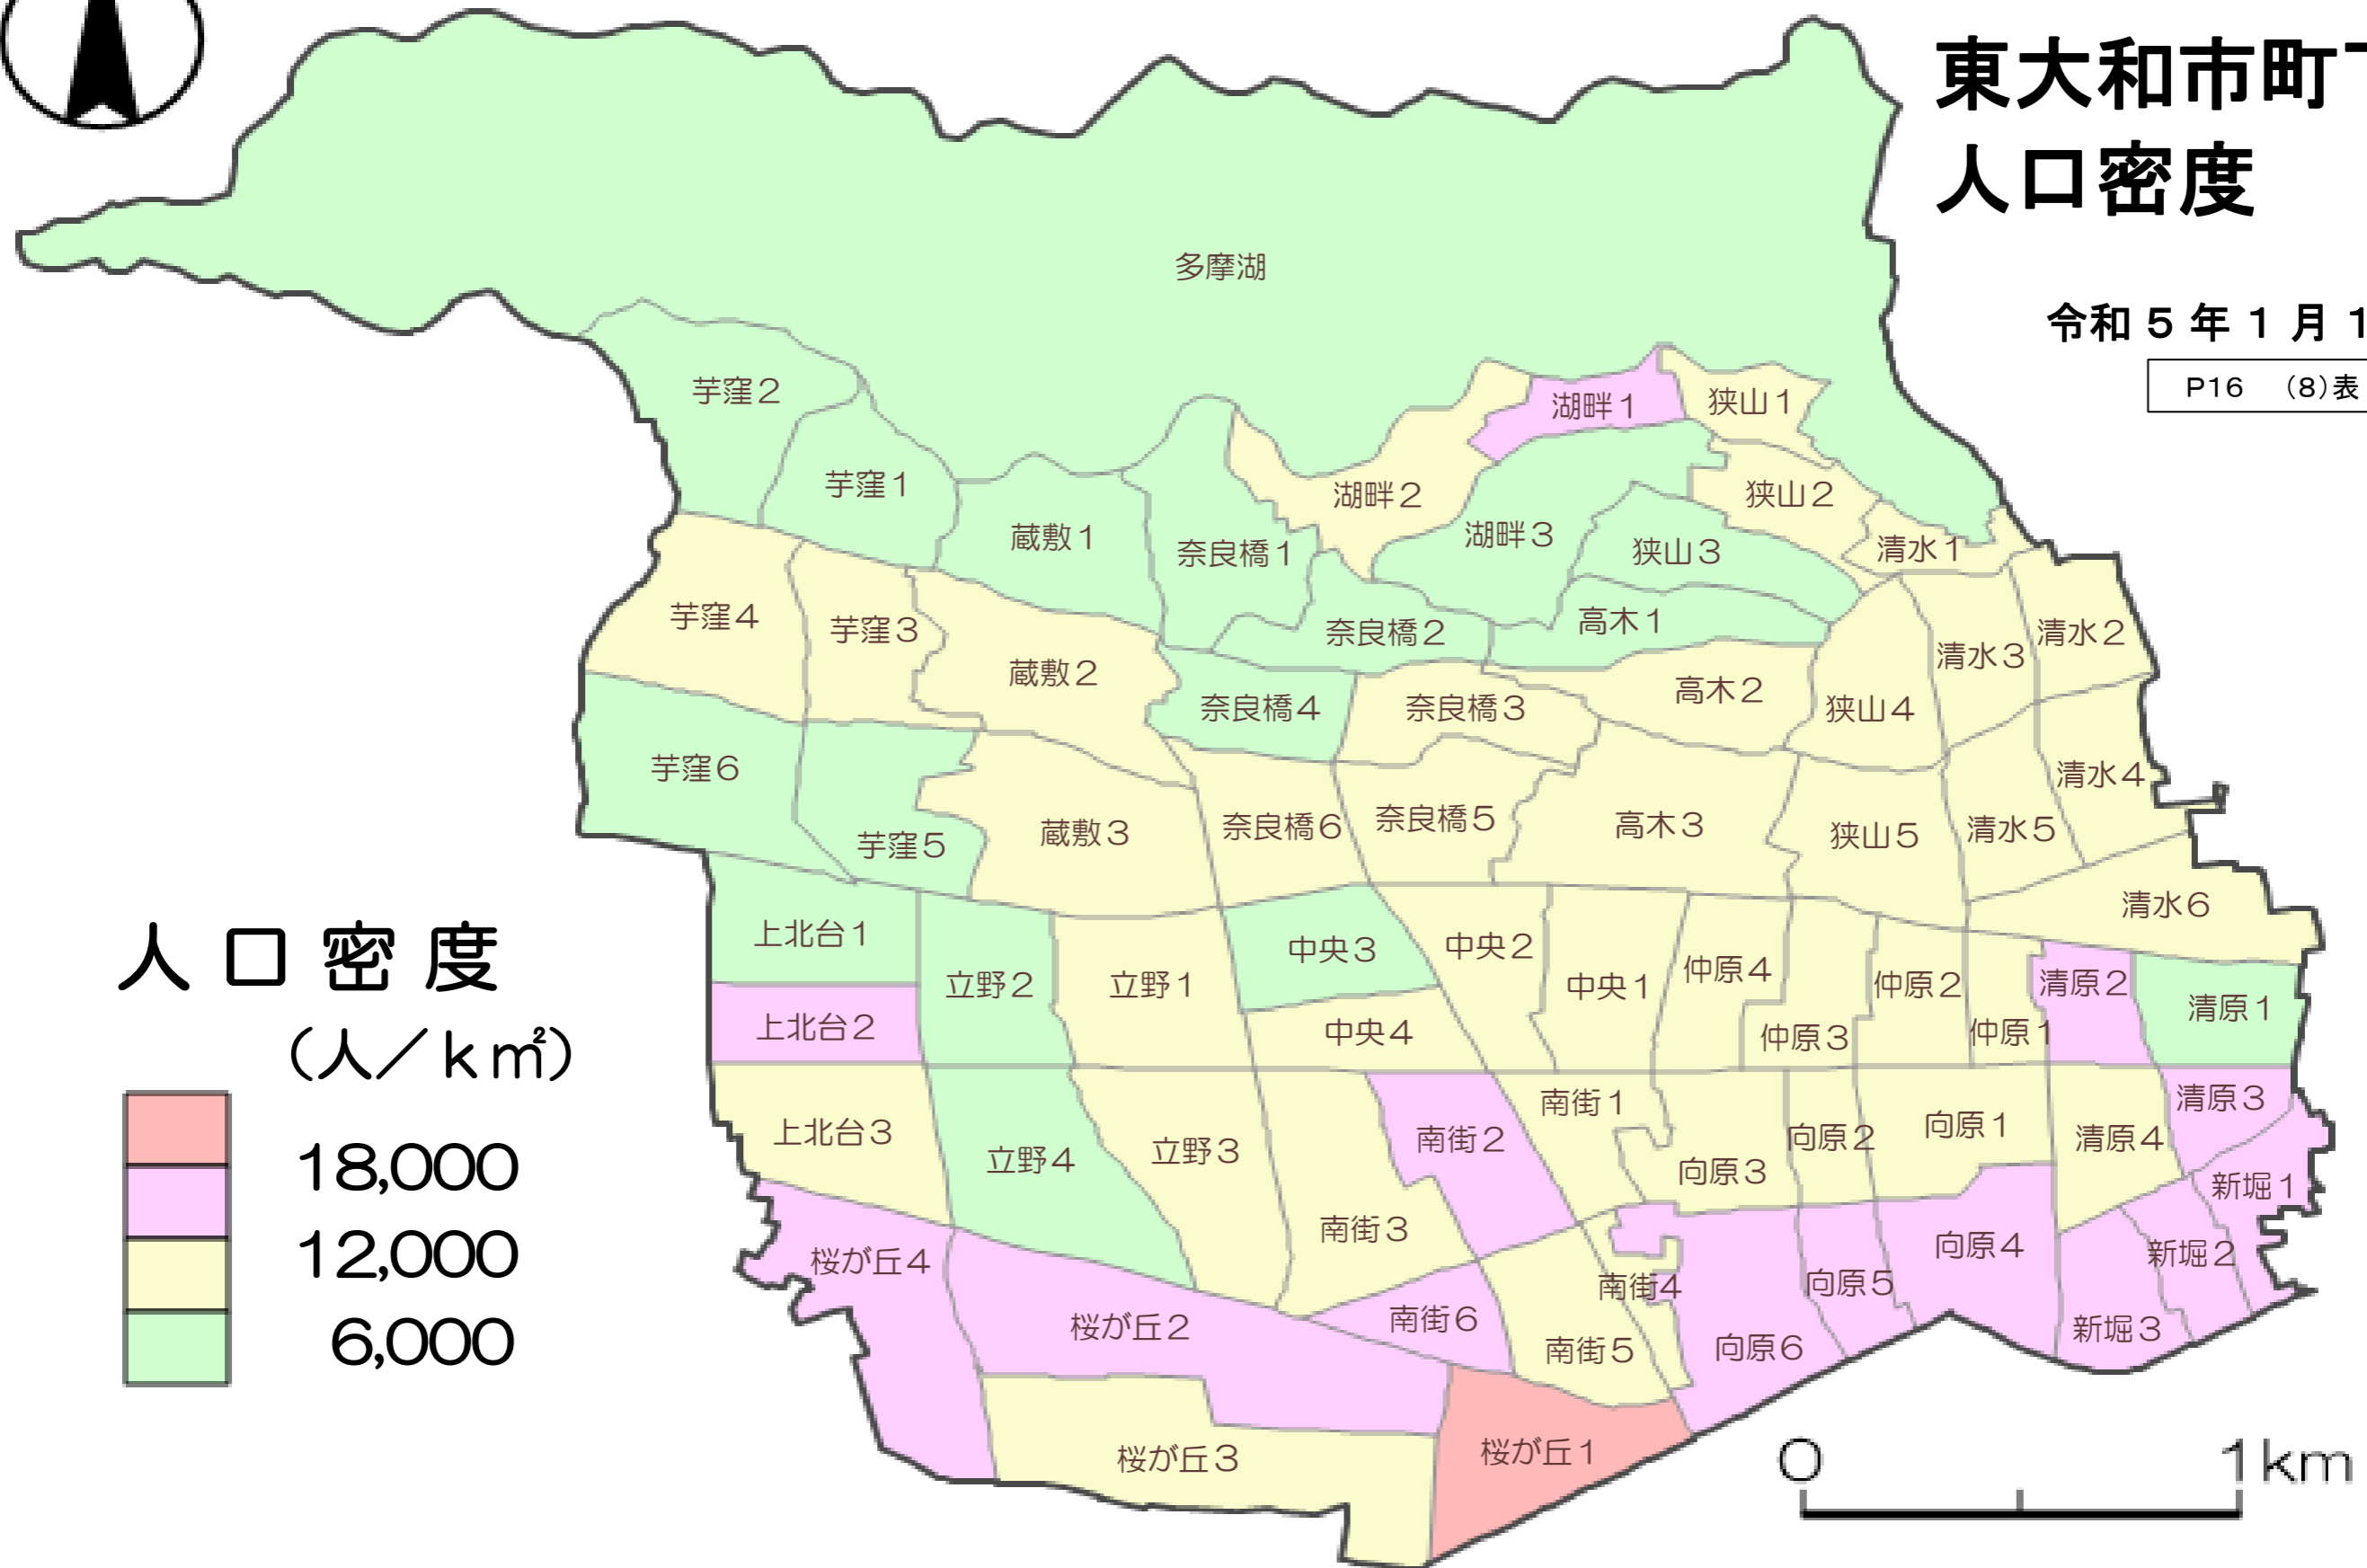 東大和市町丁
人口密度
令和５年１月１
P16 （８）表
多摩湖
芋窪２
湖畔１
狭山１
芋窪１
湖畔２
狭山２
蔵敷１
奈良橋１
湖畔３
狭山３
清水１
芋窪４
芋窪３
奈良橋２
高木１
清水３
清水２
蔵敷２
奈良橋４
奈良橋３
高木２
狭山４
芋窪６
清水４
芋窪５
蔵敷３
奈良橋６
奈良橋５
高木３
狭山５
清水５
清水６
上北台１
立野２
立野１
中央３
中央２
中央１
仲原４
仲原２
清原２
清原１
上北台２
中央４
仲原３
仲原１
上北台３
立野４
立野３
南街２
南街１
向原３
向原２
向原１
清原４
清原３
新堀１
南街３
桜が丘４
桜が丘２
南街６
南街４
南街５
向原６
向原５
向原４
新堀２
新堀３
桜が丘３
桜が丘１
人口密度
（人／ｋ㎡）
18,000
12,000
6,000
0
1km